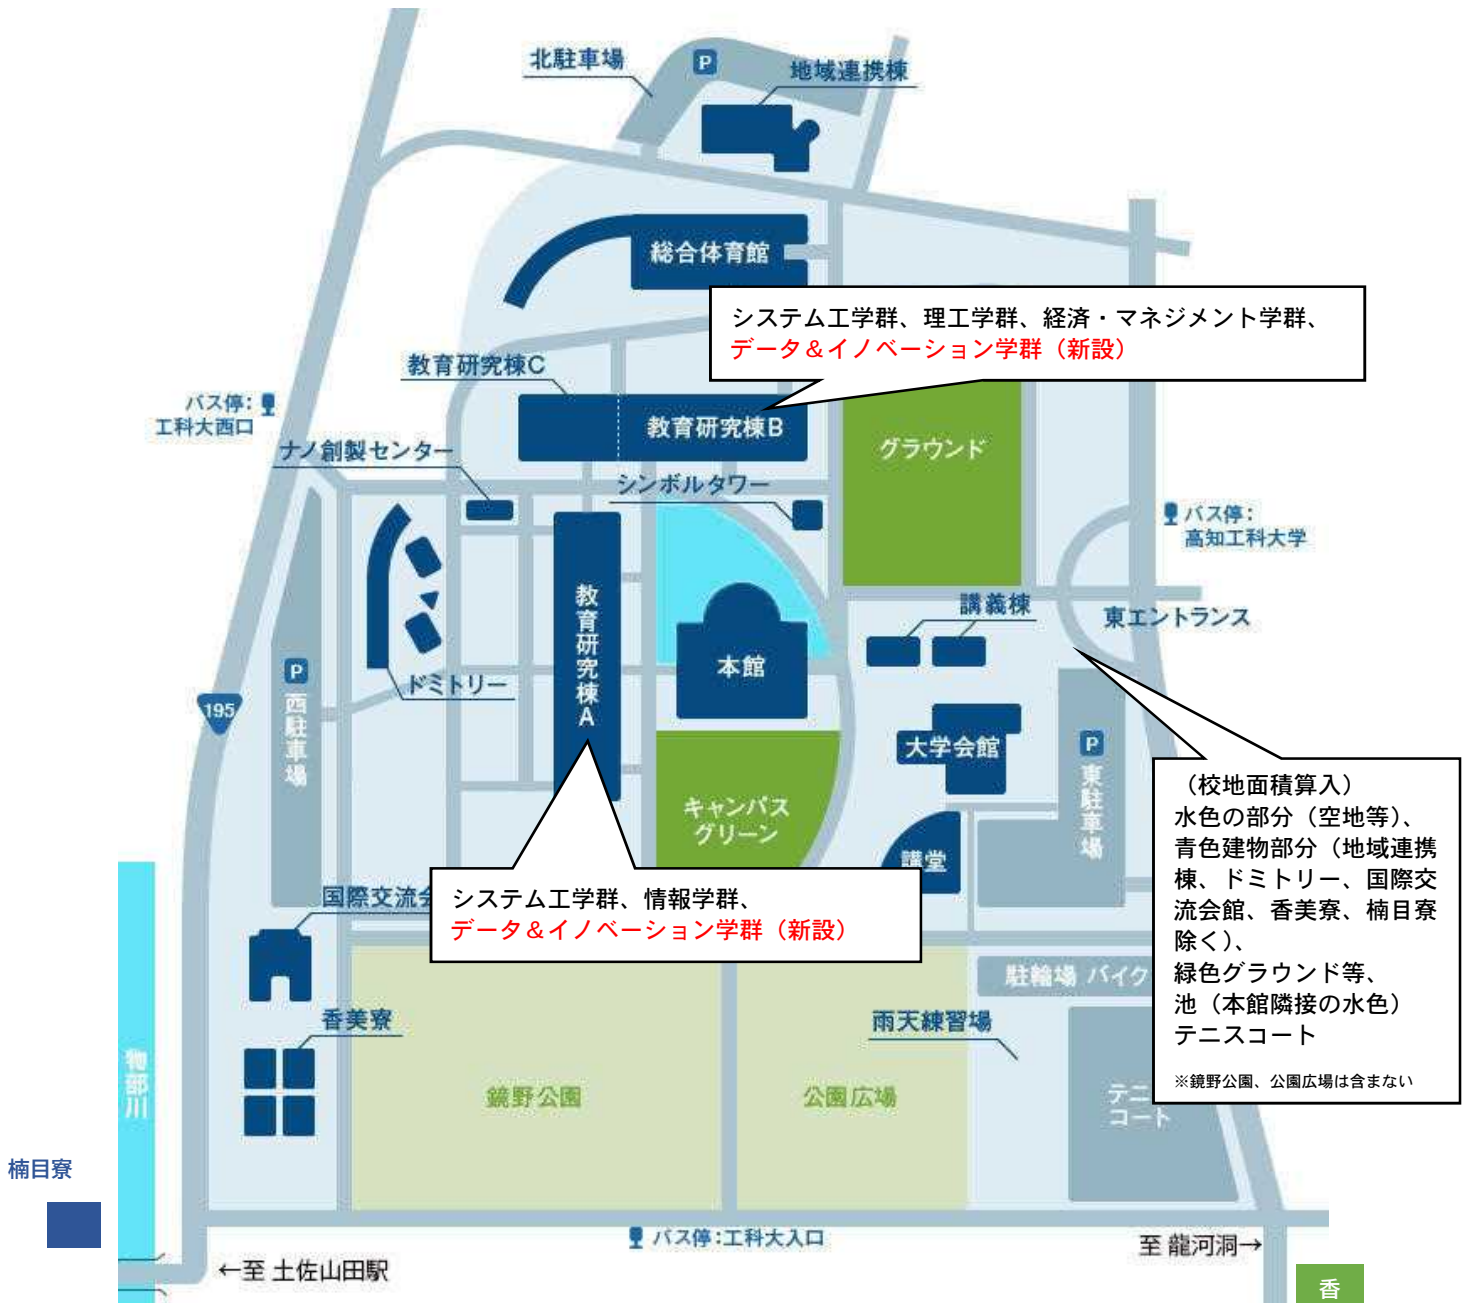 北駐車場
P
地域連携棟
総合体育館
システム工学群、理工学群、経済・マネジメント学群、
データ＆イノベーション学群（新設）
教育研究棟C
バス停：
工科大西口
教育研究棟B
グラウンド
ナノ創製センター
シンボルタワー
バス停：
高知工科大学
教育研究棟A
講義棟
東エントランス
本館
P
西駐車場
ドミトリー
195
大学会館
P
東駐車場
キャンパス
グリーン
講堂
（校地面積算入）
水色の部分（空地等）、
青色建物部分（地域連携
棟、ドミトリー、国際交
流会館、香美寮、楠目寮
除く）、
緑色グラウンド等、
池（本館隣接の水色）
テニスコート
※鏡野公園、公園広場は含まない
国際交流会
システム工学群、情報学群、
データ＆イノベーション学群（新設）
駐輪場 バイク
香美寮
雨天練習場
物部川
鏡野公園
公園広場
テニ
コート
楠目寮
バス停：工科大入口
至 龍河洞→
←至 土佐山田駅
香